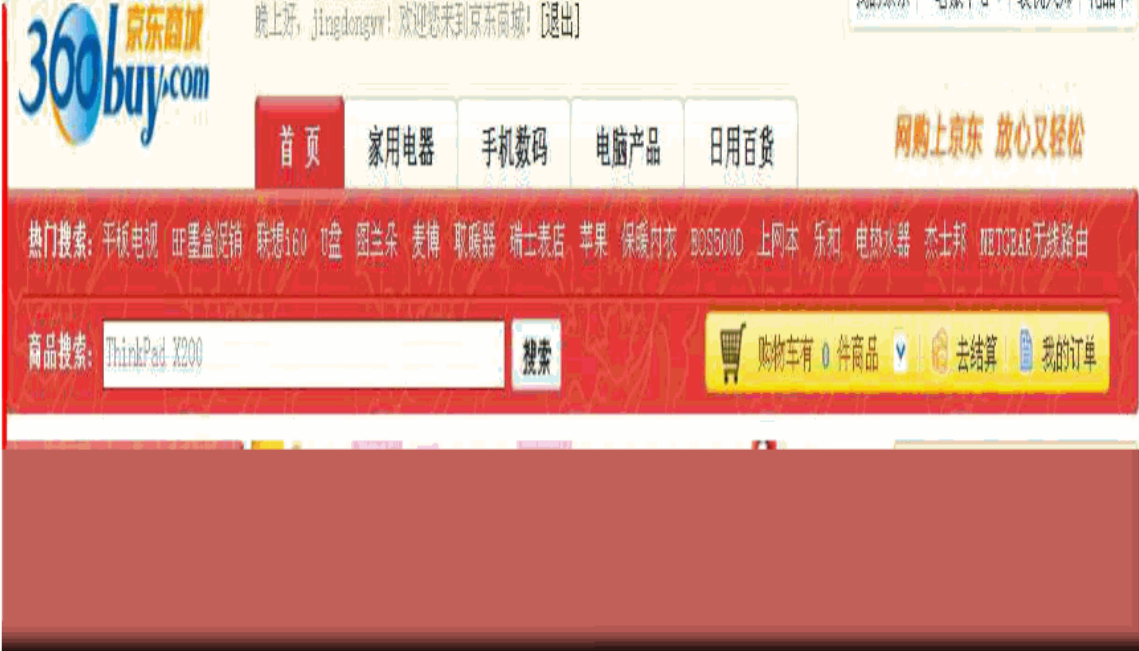 京东商城
360buy.com
晚上好，jingdongyw！欢迎您来到京东商城！[退出]
首页 家用电器 手机数码 电脑产品 日用百货
网购上京东 放心又轻松
热门搜索: 平板电视 HP墨盒促销 联想i60 U盘 图兰朵 麦博 取暖器 瑞士表店 苹果 保暖内衣 EOS500D 上网本 乐扣 电热水器 杰士邦 NETGEAR无线路由
商品搜索: ThinkPad X200 搜索
购物车有 0 件商品 去结算 我的订单